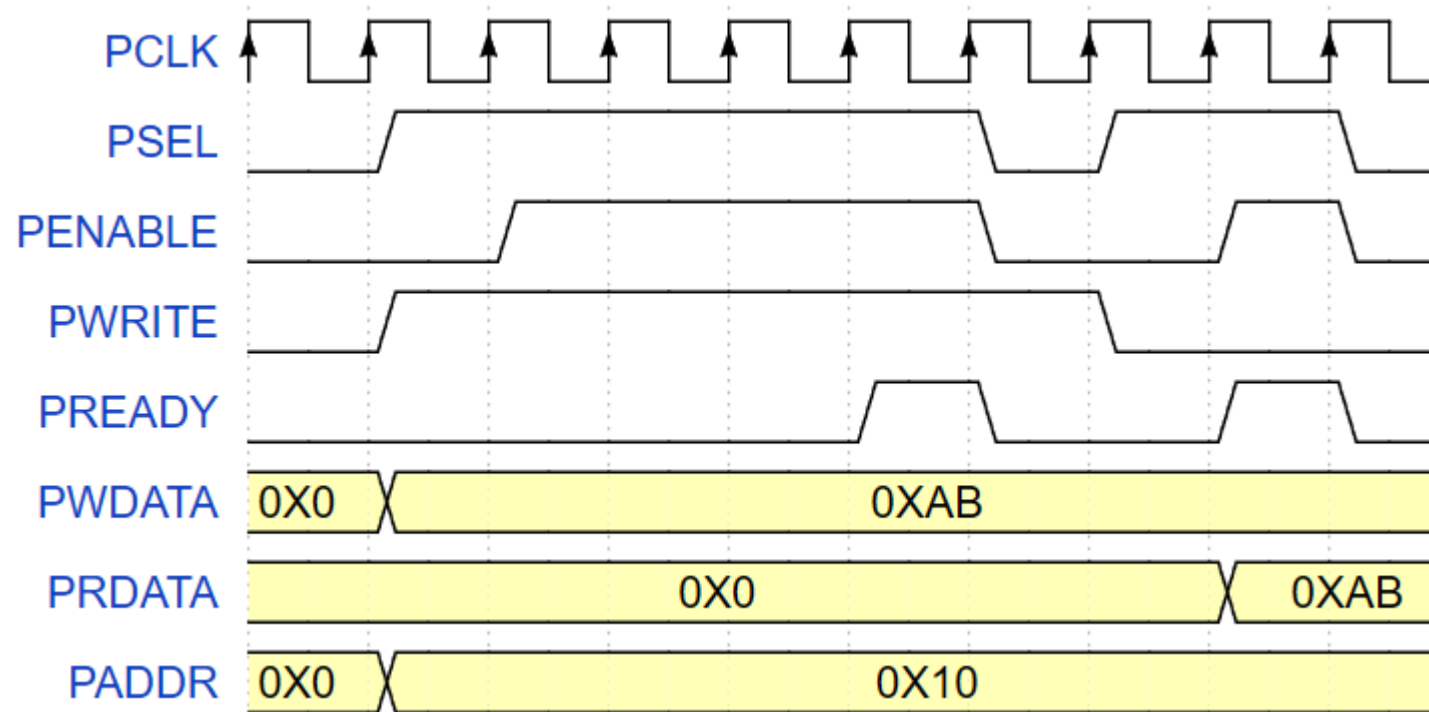 PCLK
PSEL
PENABLE
PWRITE
PREADY
PWDATA 0X0 0XAB
PRDATA 0X0 0XAB
PADDR 0X0 0X10